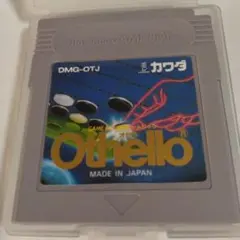 DMG-OTJ カワダ
Othello
MADE IN JAPAN